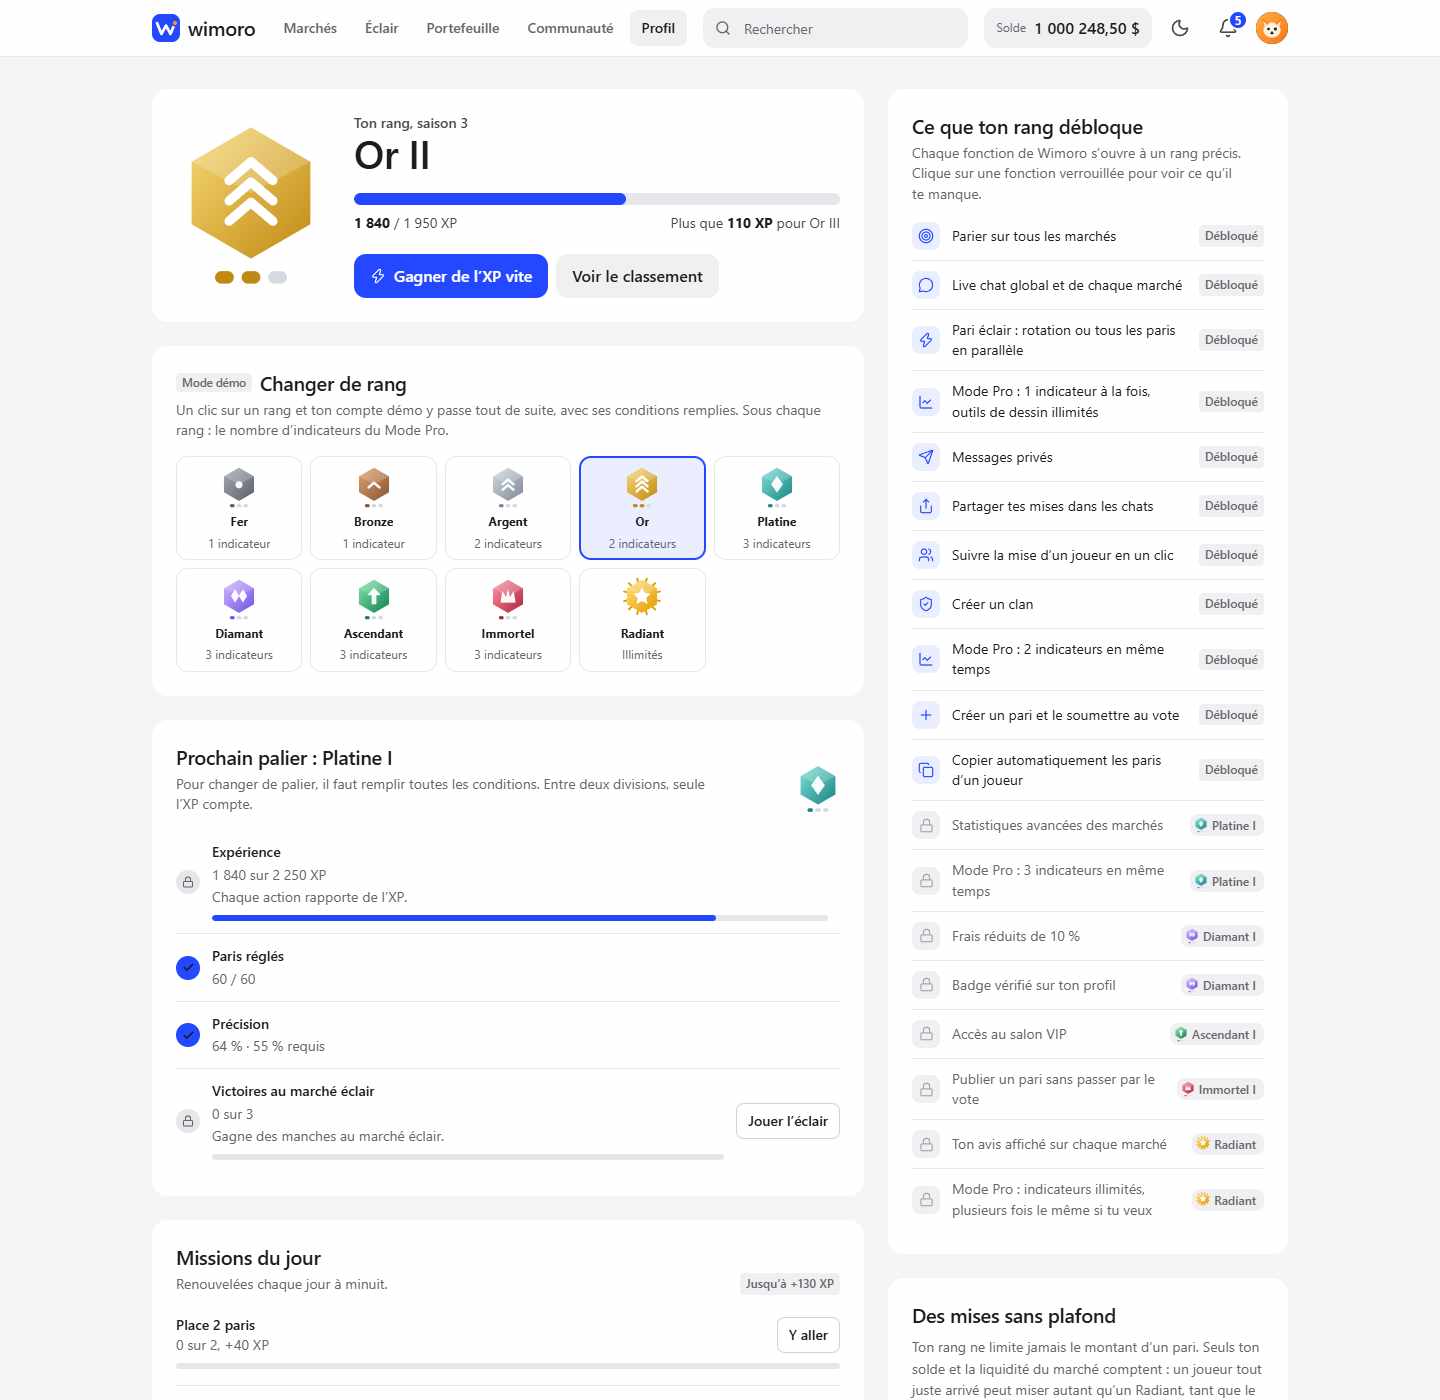 wimoro
Marchés
Éclair
Portefeuille
Communauté
Profil
Rechercher
Solde 1 000 248,50 $
5
Ton rang, saison 3
Or II
1 840 / 1 950 XP
Plus que 110 XP pour Or III
Gagner de l'XP vite
Voir le classement
Mode démo Changer de rang
Un clic sur un rang et ton compte démo y passe tout de suite, avec ses conditions remplies. Sous chaque
rang : le nombre d'indicateurs du Mode Pro.
Fer
1 indicateur
Bronze
1 indicateur
Argent
2 indicateurs
Or
2 indicateurs
Platine
3 indicateurs
Diamant
3 indicateurs
Ascendant
3 indicateurs
Immortel
3 indicateurs
Radiant
Illimités
Prochain palier : Platine I
Pour changer de palier, il faut remplir toutes les conditions. Entre deux divisions, seule
l'XP compte.
Expérience
1 840 sur 2 250 XP
Chaque action rapporte de l'XP.
Paris réglés
60 / 60
Précision
64 % · 55 % requis
Victoires au marché éclair
0 sur 3
Gagne des manches au marché éclair.
Jouer l'éclair
Missions du jour
Renouvelées chaque jour à minuit.
Jusqu'à +130 XP
Place 2 paris
0 sur 2, +40 XP
Y aller
Ce que ton rang débloque
Chaque fonction de Wimoro s'ouvre à un rang précis.
Clique sur une fonction verrouillée pour voir ce qu'il
te manque.
Parier sur tous les marchés
Débloqué
Live chat global et de chaque marché
Débloqué
Pari éclair : rotation ou tous les paris
en parallèle
Débloqué
Mode Pro : 1 indicateur à la fois,
outils de dessin illimités
Débloqué
Messages privés
Débloqué
Partager tes mises dans les chats
Débloqué
Suivre la mise d'un joueur en un clic
Débloqué
Créer un clan
Débloqué
Mode Pro : 2 indicateurs en même
temps
Débloqué
Créer un pari et le soumettre au vote
Débloqué
Copier automatiquement les paris
d'un joueur
Débloqué
Statistiques avancées des marchés
Platine I
Mode Pro : 3 indicateurs en même
temps
Platine I
Frais réduits de 10 %
Diamant I
Badge vérifié sur ton profil
Diamant I
Accès au salon VIP
Ascendant I
Publier un pari sans passer par le
vote
Immortel I
Ton avis affiché sur chaque marché
Radiant
Mode Pro : indicateurs illimités,
plusieurs fois le même si tu veux
Radiant
Des mises sans plafond
Ton rang ne limite jamais le montant d'un pari. Seuls ton
solde et la liquidité du marché comptent : un joueur tout
juste arrivé peut miser autant qu'un Radiant, tant que le